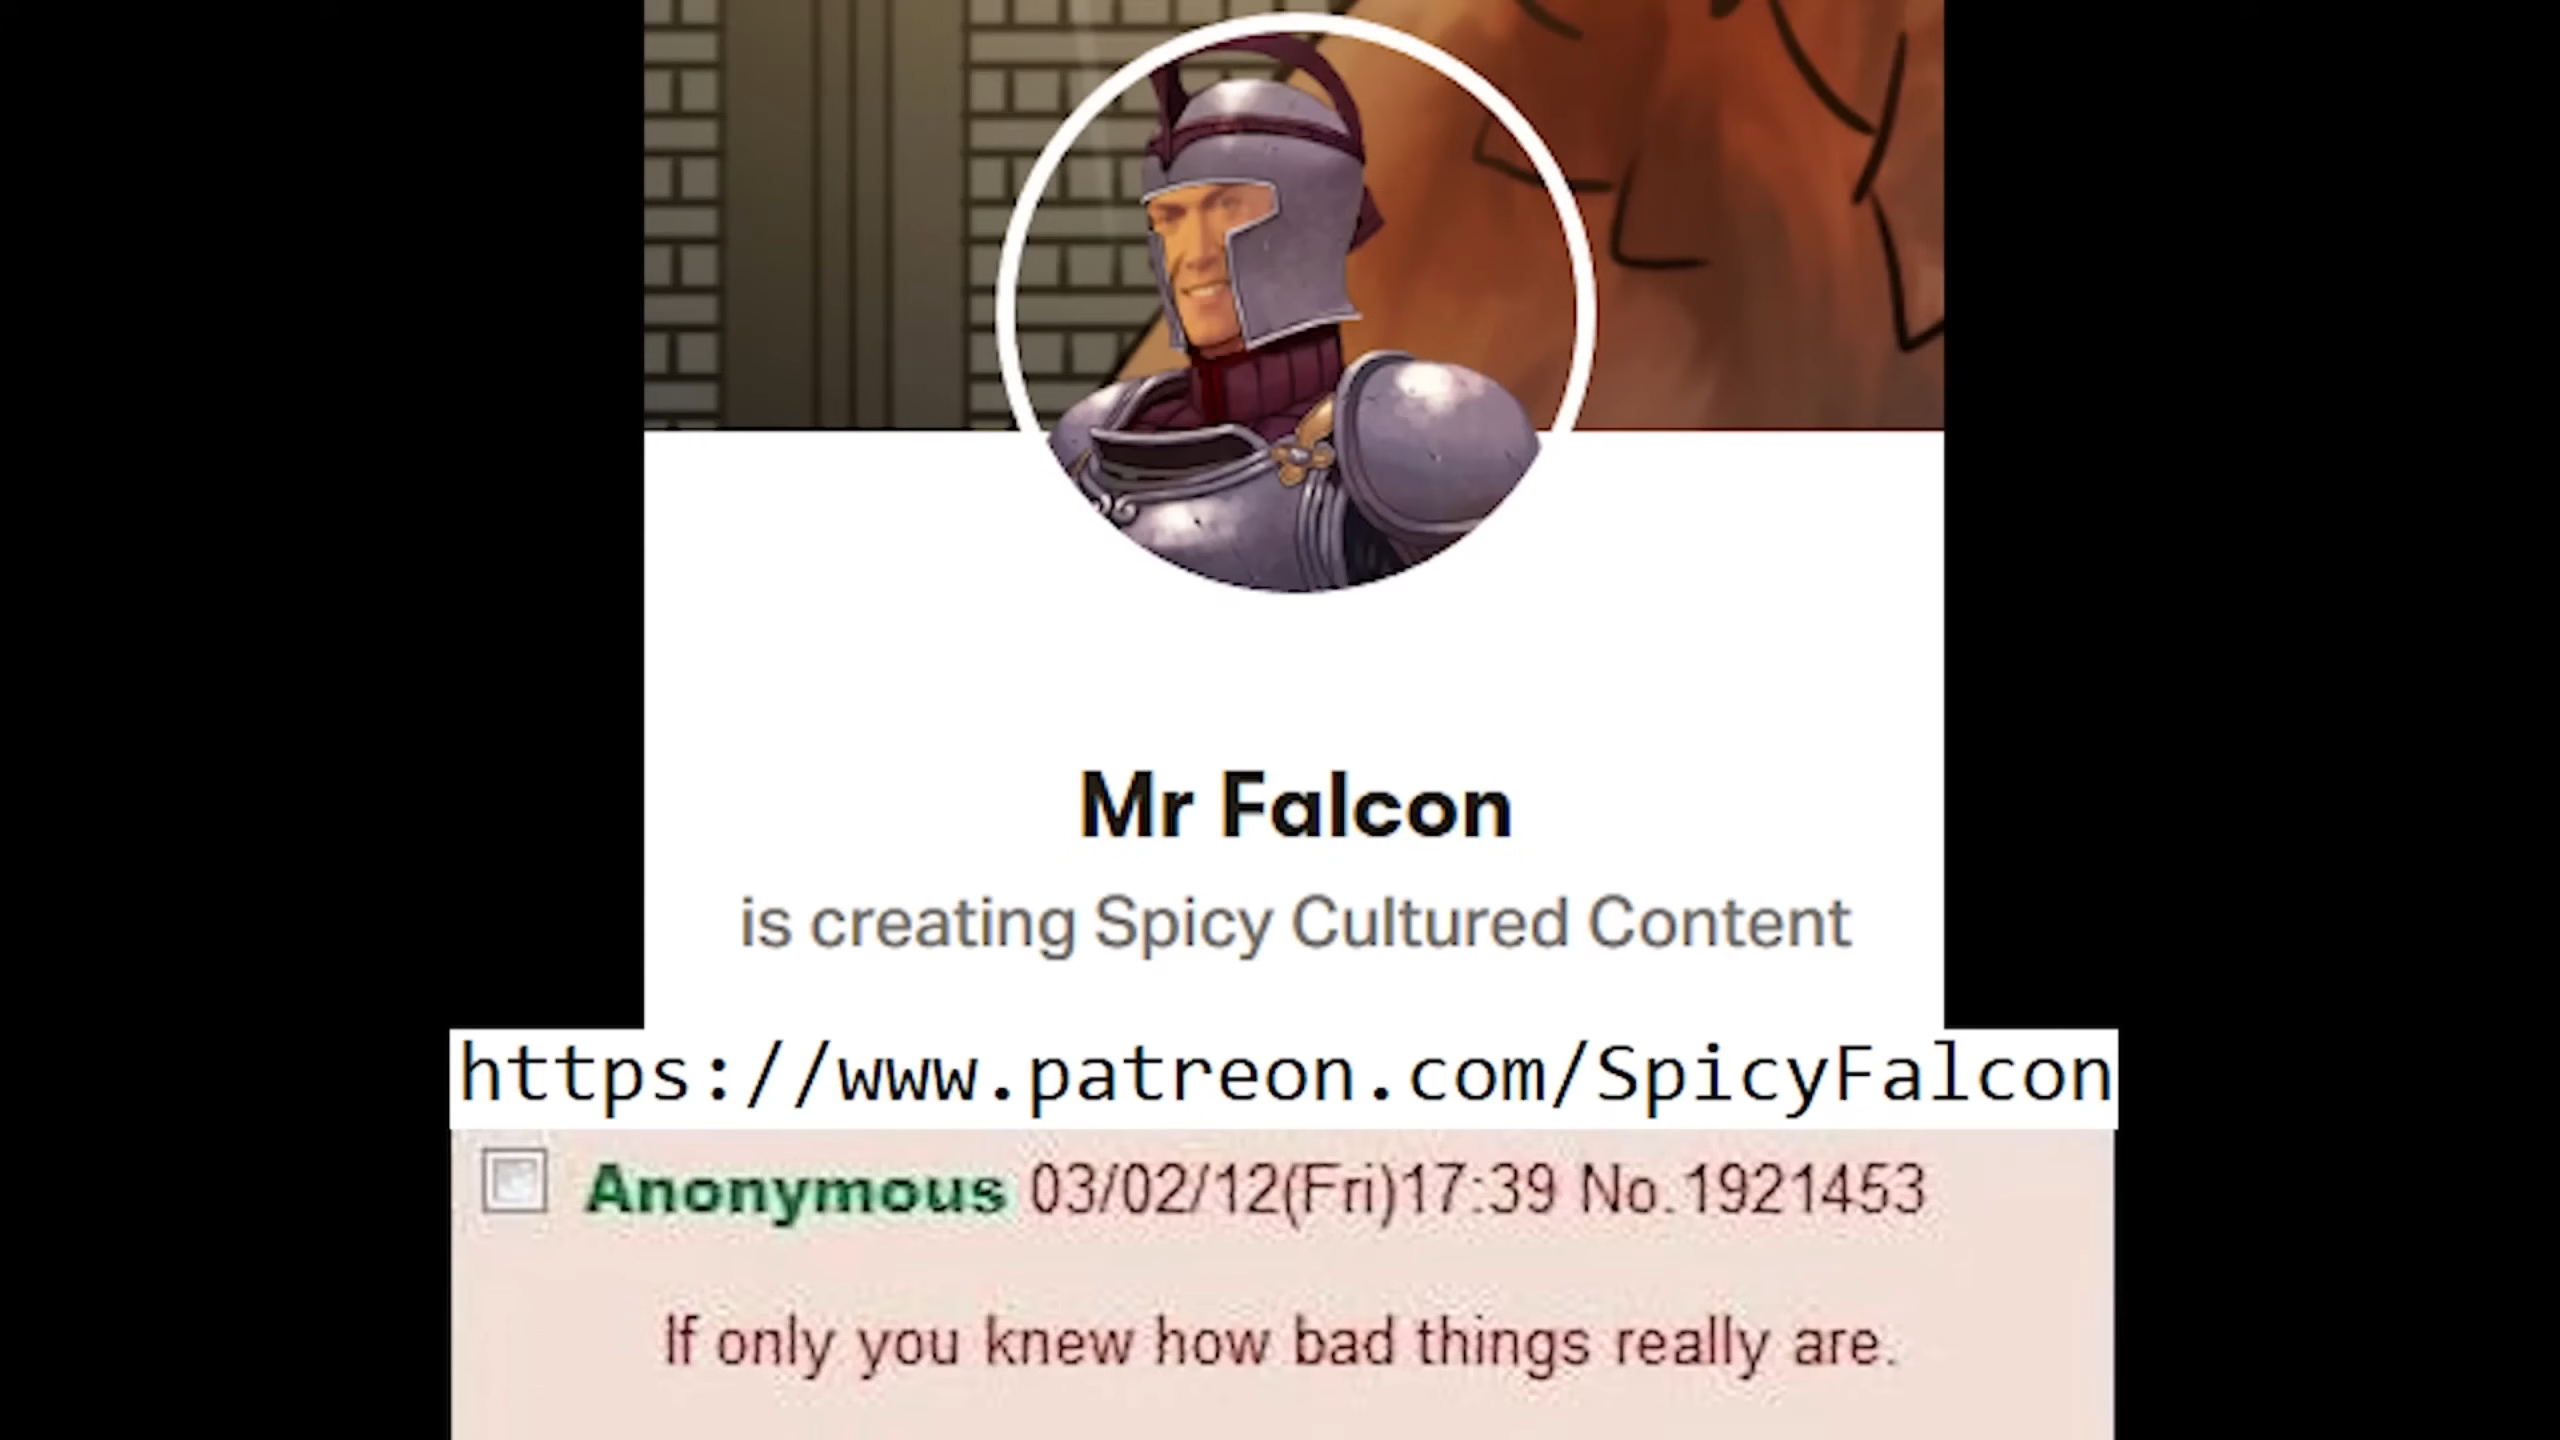 Mr Falcon
is creating Spicy Cultured Content
https://www.patreon.com/SpicyFalcon
Anonymous 03/02/12(Fri)17:39 No.1921453
If only you knew how bad things really are.